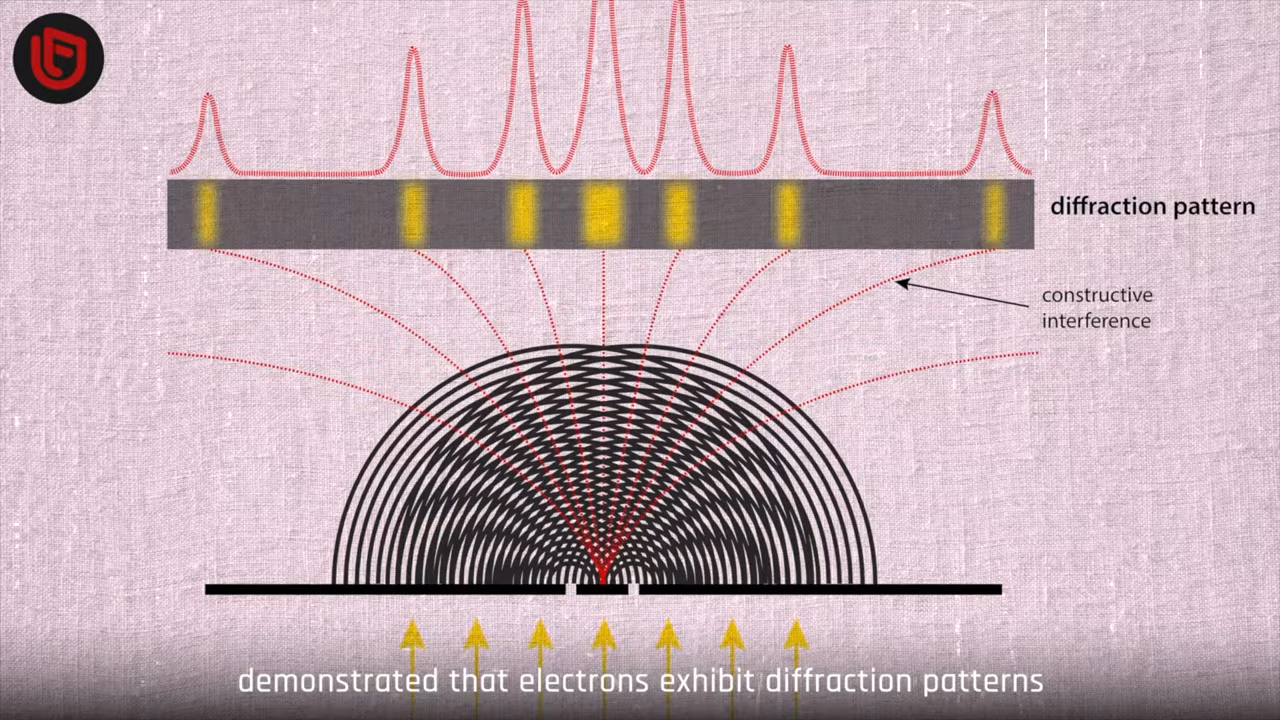 diffraction pattern
constructive
interference
demonstrated that electrons exhibit diffraction patterns